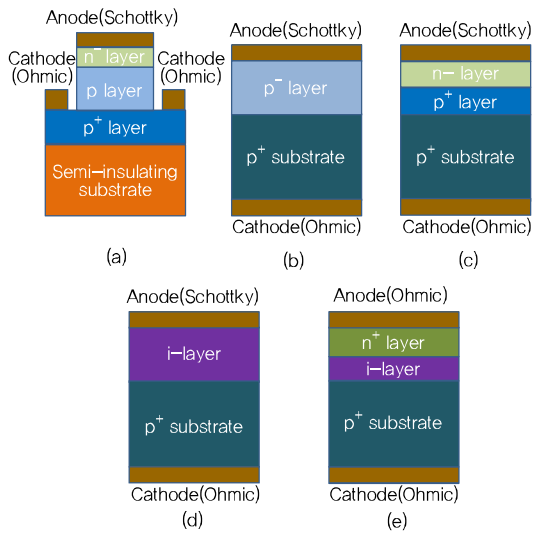 Anode(Schottky)
Cathode
(Ohmic)
n⁻ layer
Cathode
(Ohmic)
p layer
p⁺ layer
Semi-insulating
substrate
(a)
Anode(Schottky)
p⁻ layer
p⁺ substrate
Cathode(Ohmic)
(b)
Anode(Schottky)
n- layer
p⁺ layer
p⁺ substrate
Cathode(Ohmic)
(c)
Anode(Schottky)
i-layer
p⁺ substrate
Cathode(Ohmic)
(d)
Anode(Ohmic)
n⁺ layer
i-layer
p⁺ substrate
Cathode(Ohmic)
(e)